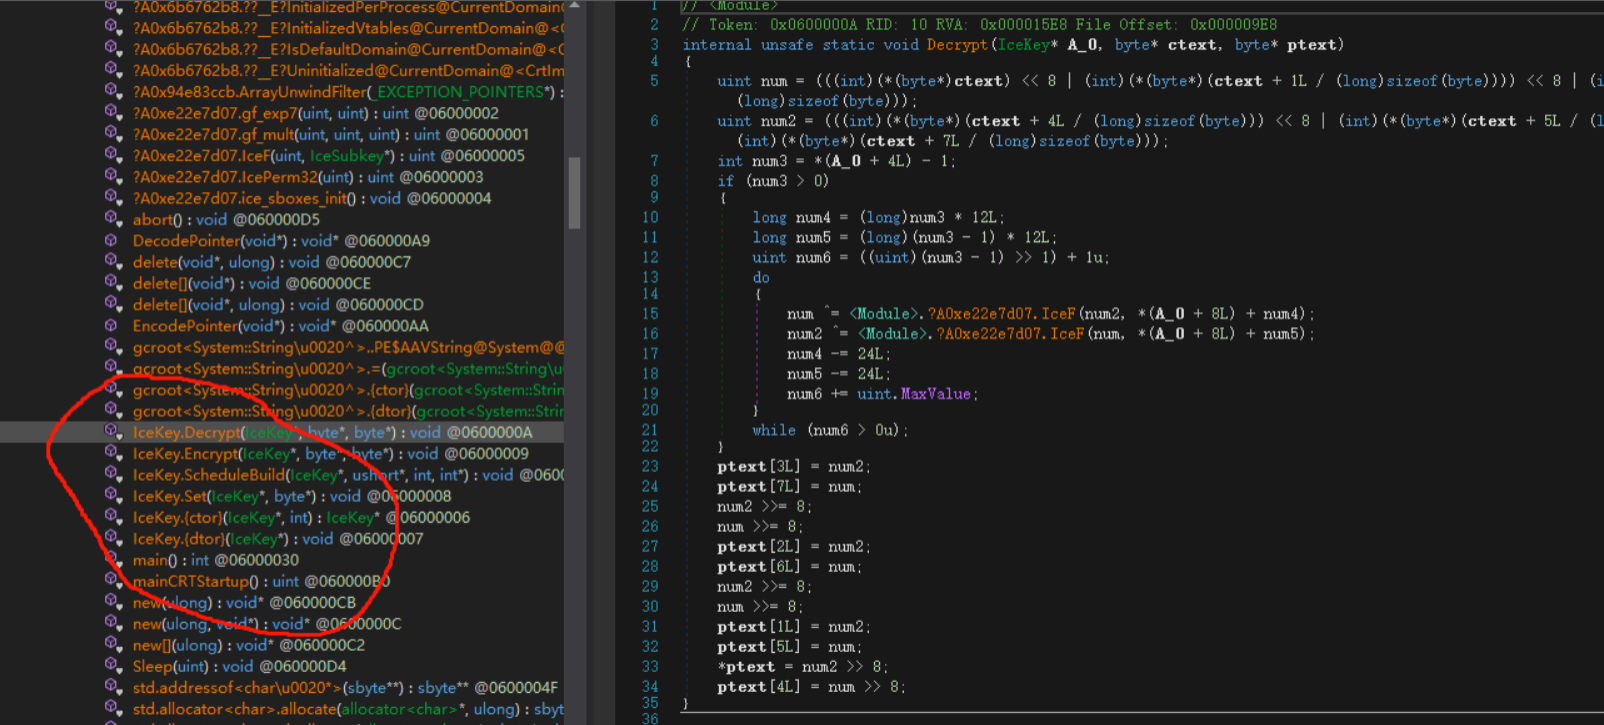 ?A0x6b6762b8.??__E?InitializedPerProcess@CurrentDomain@
?A0x6b6762b8.??__E?InitializedVtables@CurrentDomain@<C
?A0x6b6762b8.??__E?IsDefaultDomain@CurrentDomain@<C
?A0x6b6762b8.??__E?Uninitialized@CurrentDomain@<CrtIm
?A0x94e83ccb.ArrayUnwindFilter(_EXCEPTION_POINTERS*) :
?A0xe22e7d07.gf_exp7(uint, uint) : uint @06000002
?A0xe22e7d07.gf_mult(uint, uint, uint) : uint @06000001
?A0xe22e7d07.IceF(uint, IceSubkey*) : uint @06000005
?A0xe22e7d07.IcePerm32(uint) : uint @06000003
?A0xe22e7d07.ice_sboxes_init() : void @06000004
abort() : void @060000D5
DecodePointer(void*) : void* @060000A9
delete(void*, ulong) : void @060000C7
delete[](void*) : void @060000CE
delete[](void*, ulong) : void @060000CD
EncodePointer(void*) : void* @060000AA
gcroot<System::String\u0020^>..PE$AAVString@System@@
gcroot<System::String\u0020^>.=(gcroot<System::String\u
gcroot<System::String\u0020^>.{ctor}(gcroot<System::Strin
gcroot<System::String\u0020^>.{dtor}(gcroot<System::Strin
IceKey.Decrypt(IceKey*, byte*, byte*) : void @0600000A
IceKey.Encrypt(IceKey*, byte*, byte*) : void @06000009
IceKey.ScheduleBuild(IceKey*, ushort*, int, int*) : void @060
IceKey.Set(IceKey*, byte*) : void @06000008
IceKey.{ctor}(IceKey*, int) : IceKey* @06000006
IceKey.{dtor}(IceKey*) : void @06000007
main() : int @06000030
mainCRTStartup() : uint @060000B0
new(ulong) : void* @060000CB
new(ulong, void*) : void* @0600000C
new[](ulong) : void* @060000C2
Sleep(uint) : void @060000D4
std.addressof<char\u0020*>(sbyte**) : sbyte** @0600004F
std.allocator<char>.allocate(allocator<char>*, ulong) : sbyt
1 // <Module>
2 // Token: 0x0600000A RID: 10 RVA: 0x000015E8 File Offset: 0x000009E8
3 internal unsafe static void Decrypt(IceKey* A_0, byte* ctext, byte* ptext)
4 {
5 uint num = (((int)(*(byte*)ctext) << 8 | (int)(*(byte*)(ctext + 1L / (long)sizeof(byte)))) << 8 | (i
(long)sizeof(byte)));
6 uint num2 = (((int)(*(byte*)(ctext + 4L / (long)sizeof(byte))) << 8 | (int)(*(byte*)(ctext + 5L / (l
(int)(*(byte*)(ctext + 7L / (long)sizeof(byte)));
7 int num3 = *(A_0 + 4L) - 1;
8 if (num3 > 0)
9 {
10 long num4 = (long)num3 * 12L;
11 long num5 = (long)(num3 - 1) * 12L;
12 uint num6 = ((uint)(num3 - 1) >> 1) + 1u;
13 do
14 {
15 num ^= <Module>.?A0xe22e7d07.IceF(num2, *(A_0 + 8L) + num4);
16 num2 ^= <Module>.?A0xe22e7d07.IceF(num, *(A_0 + 8L) + num5);
17 num4 -= 24L;
18 num5 -= 24L;
19 num6 += uint.MaxValue;
20 }
21 while (num6 > 0u);
22 }
23 ptext[3L] = num2;
24 ptext[7L] = num;
25 num2 >>= 8;
26 num >>= 8;
27 ptext[2L] = num2;
28 ptext[6L] = num;
29 num2 >>= 8;
30 num >>= 8;
31 ptext[1L] = num2;
32 ptext[5L] = num;
33 *ptext = num2 >> 8;
34 ptext[4L] = num >> 8;
35 }
36